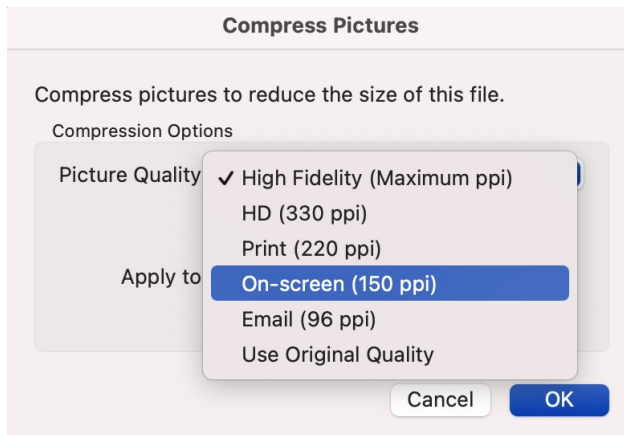 Compress Pictures
Compress pictures to reduce the size of this file.
Compression Options
Picture Quality
✓ High Fidelity (Maximum ppi)
HD (330 ppi)
Print (220 ppi)
Apply to
On-screen (150 ppi)
Email (96 ppi)
Use Original Quality
Cancel
OK